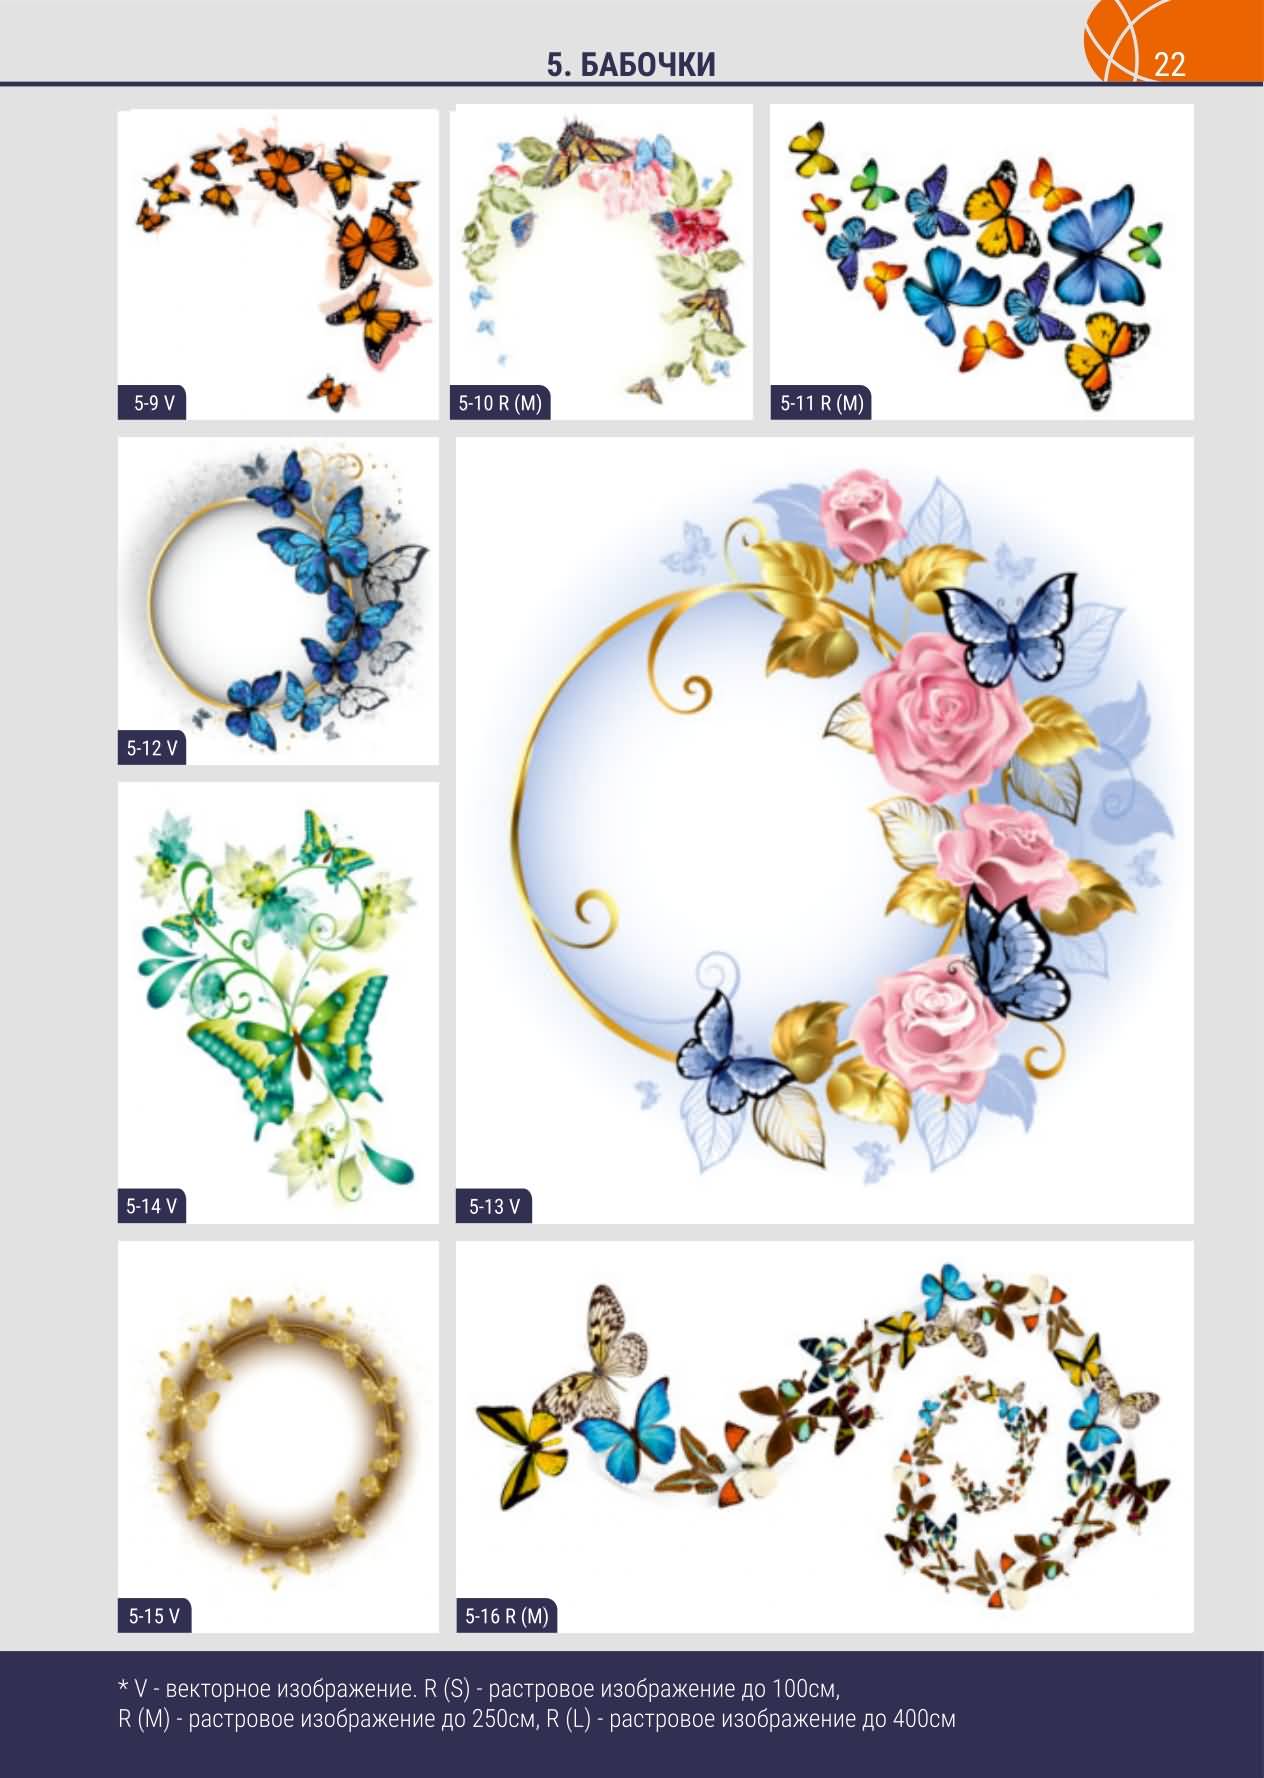 5. БАБОЧКИ
22
5-9 V
5-10 R (M)
5-11 R (M)
5-12 V
5-14 V
5-13 V
5-15 V
5-16 R (M)
* V - векторное изображение. R (S) - растровое изображение до 100см,
R (M) - растровое изображение до 250см, R (L) - растровое изображение до 400см